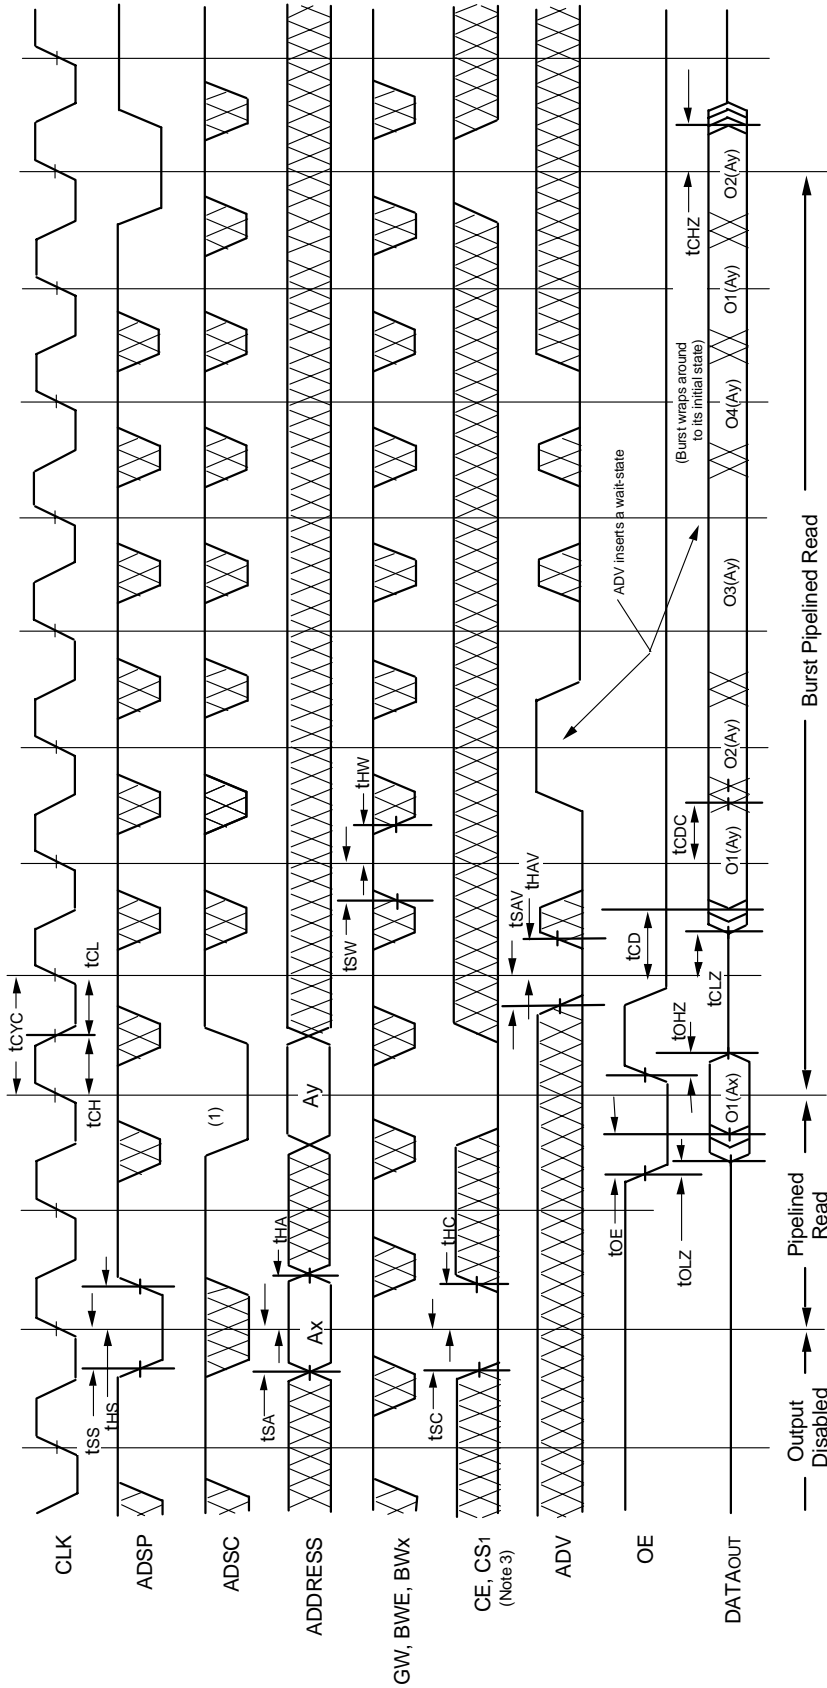 CLK
tCYC
tCH
tCL
tSS
tHS
ADSP
ADSC
(1)
ADDRESS
Ax
Ay
tSA
tHA
GW, BWE, BWx
tSW
tHW
CE, CS1
(Note 3)
tSC
tHC
ADV
tSAV
tHAV
ADV inserts a wait-state
OE
tOE
tOHZ
tCD
tOLZ
tCLZ
tCDC
tCHZ
(Burst wraps around
to its initial state)
DATAOUT
O1(Ax)
O1(Ay)
O2(Ay)
O3(Ay)
O4(Ay)
O1(Ay)
O2(Ay)
Output
Disabled
Pipelined
Read
Burst Pipelined Read